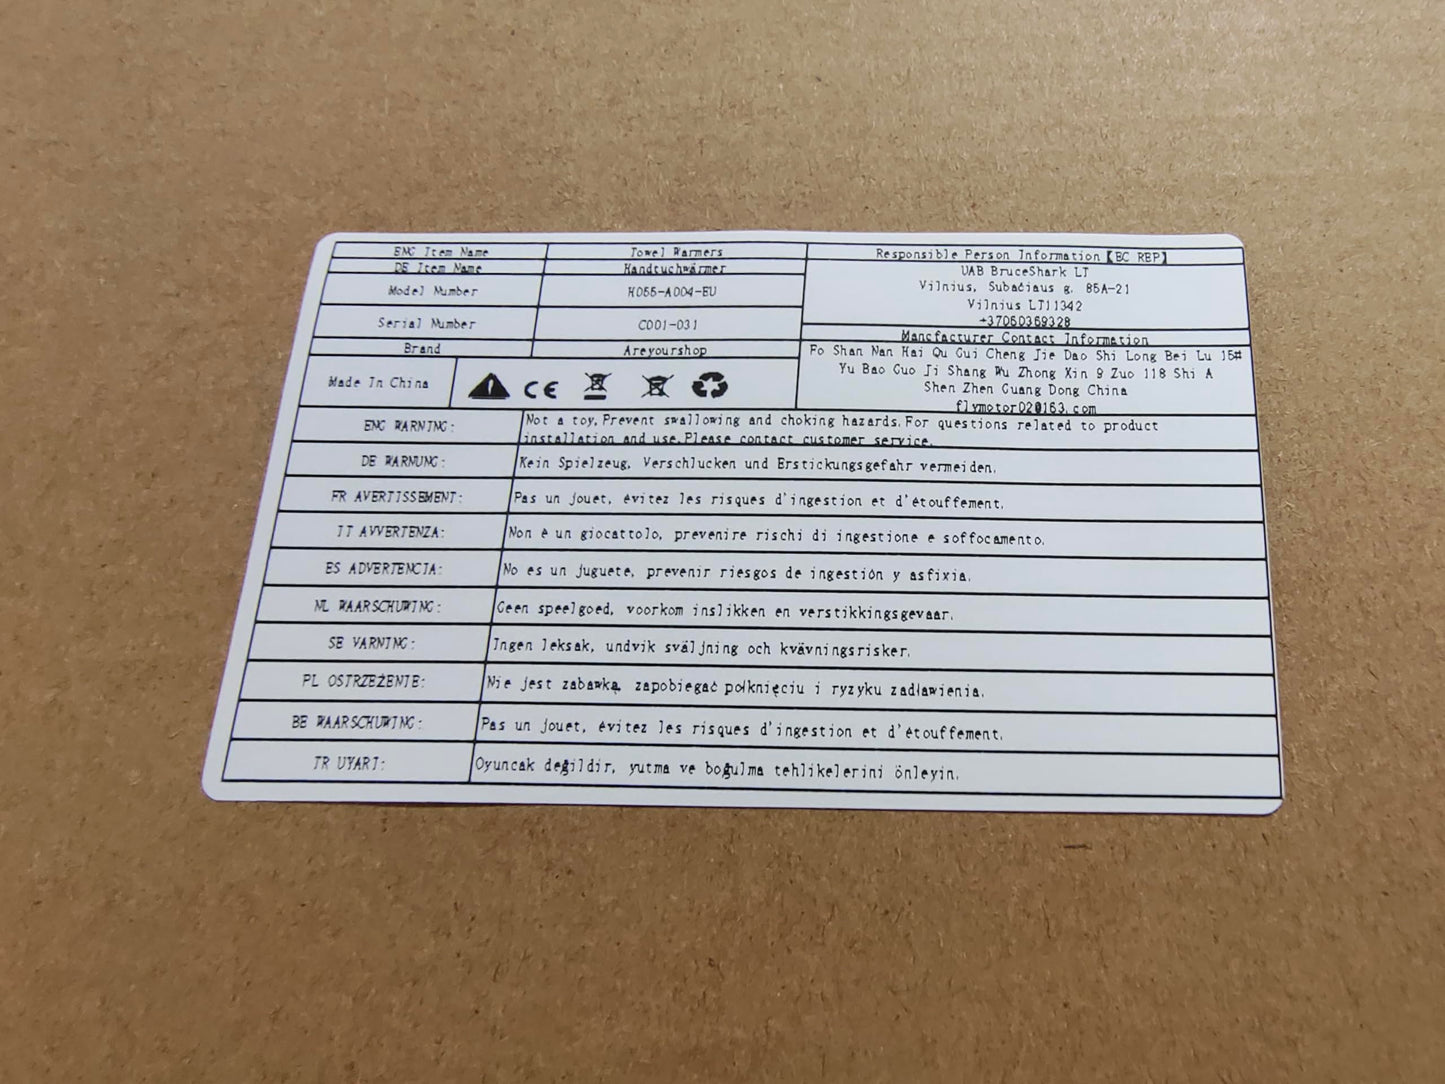 ENG Item Name Towel Warmers
DE Item Name Handtuchwärmer
Model Number H055-A004-EU
Serial Number C001-031
Brand Areyourshop
Made In China CE
Responsible Person Information【EC REP】
UAB BruceShark LT
Vilnius, Subačiaus g. 85A-21
Vilnius LT11342
+37060369328
Mancfacturer Contact Information
Fo Shan Nan Hai Qu Gui Cheng Jie Dao Shi Long Bei Lu 15#
Yu Bao Guo Ji Shang Wu Zhong Xin 9 Zuo 118 Shi A
Shen Zhen Guang Dong China
flymotor02@163.com
ENG WARNING: Not a toy,Prevent swallowing and choking hazards.For questions related to product
installation and use,Please contact customer service.
DE WARNUNG: Kein Spielzeug, Verschlucken und Erstickungsgefahr vermeiden.
FR AVERTISSEMENT: Pas un jouet, évitez les risques d'ingestion et d'étouffement.
IT AVVERTENZA: Non è un giocattolo, prevenire rischi di ingestione e soffocamento.
ES ADVERTENCIA: No es un juguete, prevenir riesgos de ingestión y asfixia.
NL WAARSCHUWING: Geen speelgoed, voorkom inslikken en verstikkingsgevaar.
SE VARNING: Ingen leksak, undvik sväljning och kvävningsrisker.
PL OSTRZEŻENIE: Nie jest zabawką, zapobiegać połknięciu i ryzyku zadławienia.
BE WAARSCHUWING: Pas un jouet, évitez les risques d'ingestion et d'étouffement.
TR UYARI: Oyuncak değildir, yutma ve boğulma tehlikelerini önleyin.